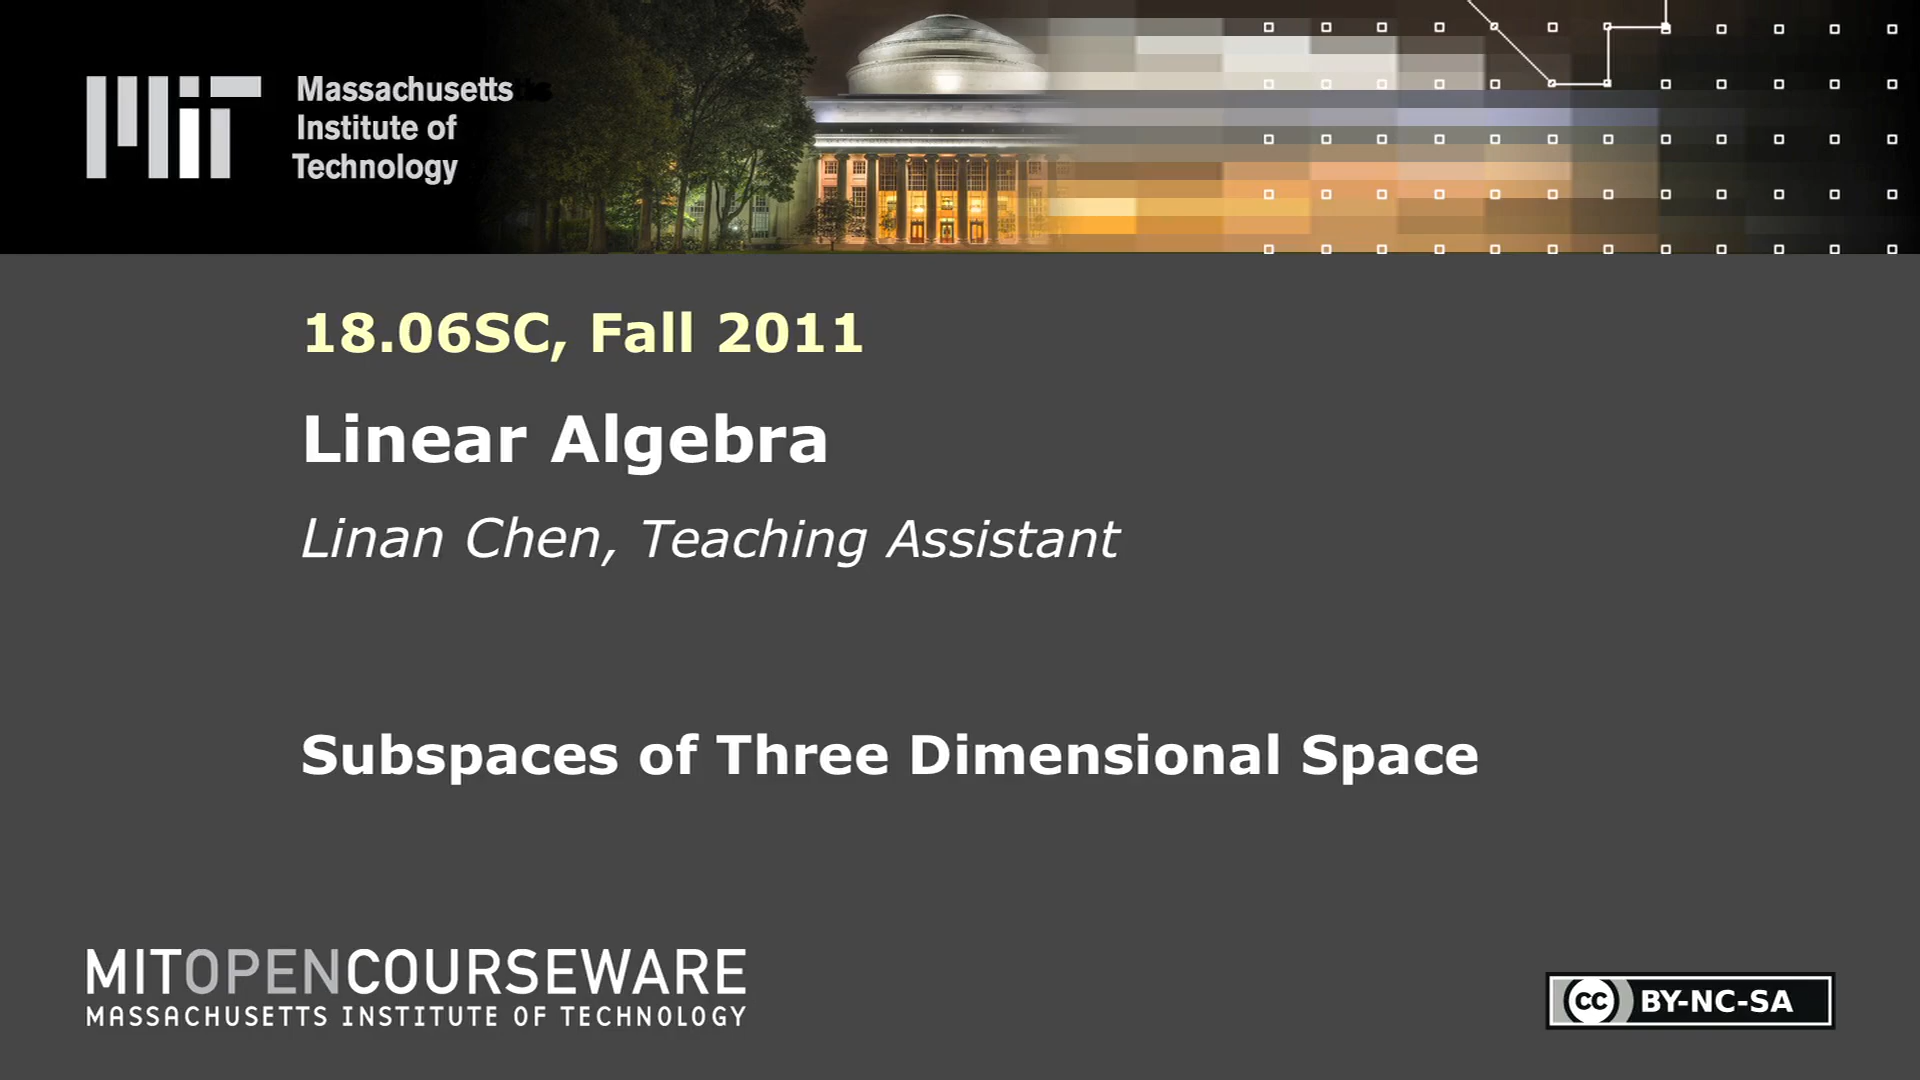 Massachusetts
Institute of
Technology
18.06SC, Fall 2011
Linear Algebra
Linan Chen, Teaching Assistant
Subspaces of Three Dimensional Space
MITOPENCOURSEWARE
MASSACHUSETTS INSTITUTE OF TECHNOLOGY
cc BY-NC-SA